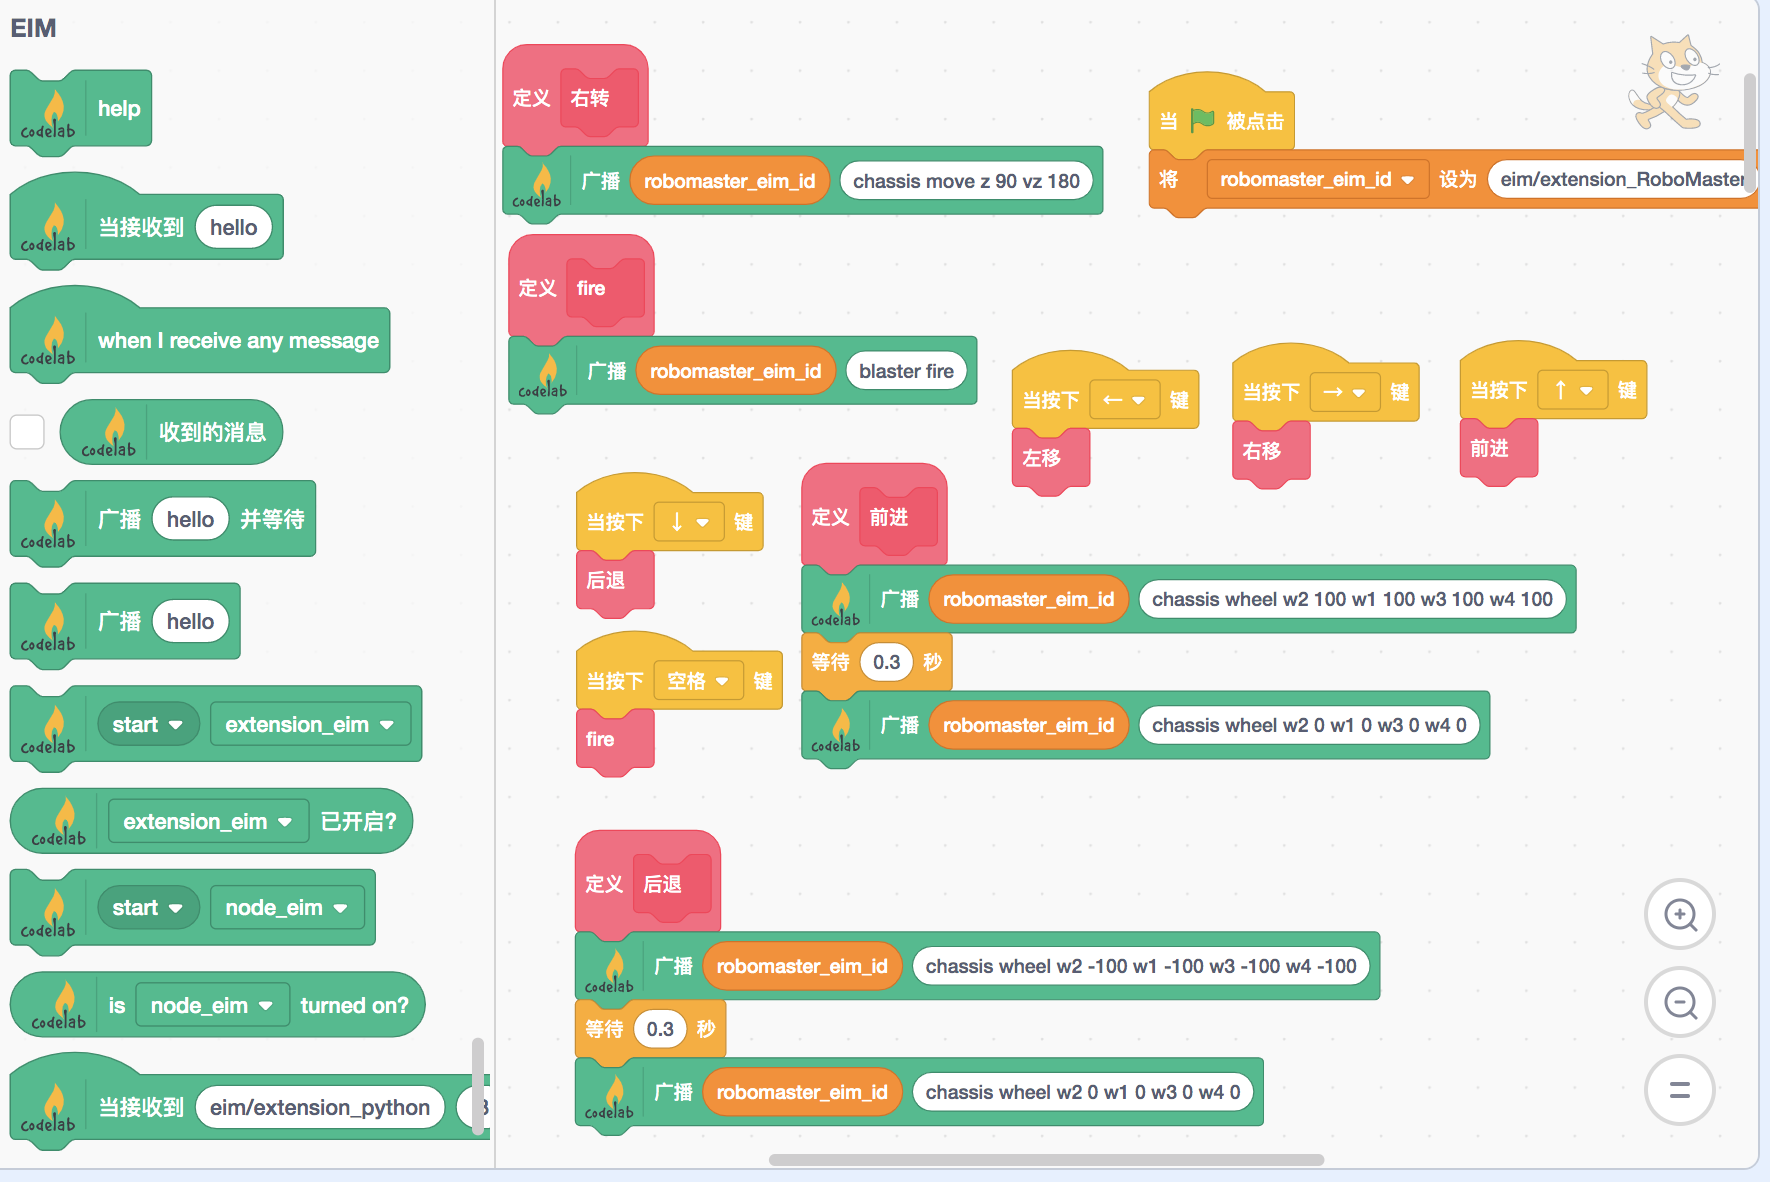 EIM
codelab help
codelab 当接收到 hello
codelab when I receive any message
codelab 收到的消息
codelab 广播 hello 并等待
codelab 广播 hello
codelab start extension_eim
codelab extension_eim 已开启?
codelab start node_eim
codelab is node_eim turned on?
codelab 当接收到 eim/extension_python
定义 右转
codelab 广播 robomaster_eim_id chassis move z 90 vz 180
当 被点击
将 robomaster_eim_id 设为 eim/extension_RoboMaster
定义 fire
codelab 广播 robomaster_eim_id blaster fire
当按下 ← 键
左移
当按下 → 键
右移
当按下 ↑ 键
前进
当按下 ↓ 键
后退
当按下 空格 键
fire
定义 前进
codelab 广播 robomaster_eim_id chassis wheel w2 100 w1 100 w3 100 w4 100
等待 0.3 秒
codelab 广播 robomaster_eim_id chassis wheel w2 0 w1 0 w3 0 w4 0
定义 后退
codelab 广播 robomaster_eim_id chassis wheel w2 -100 w1 -100 w3 -100 w4 -100
等待 0.3 秒
codelab 广播 robomaster_eim_id chassis wheel w2 0 w1 0 w3 0 w4 0